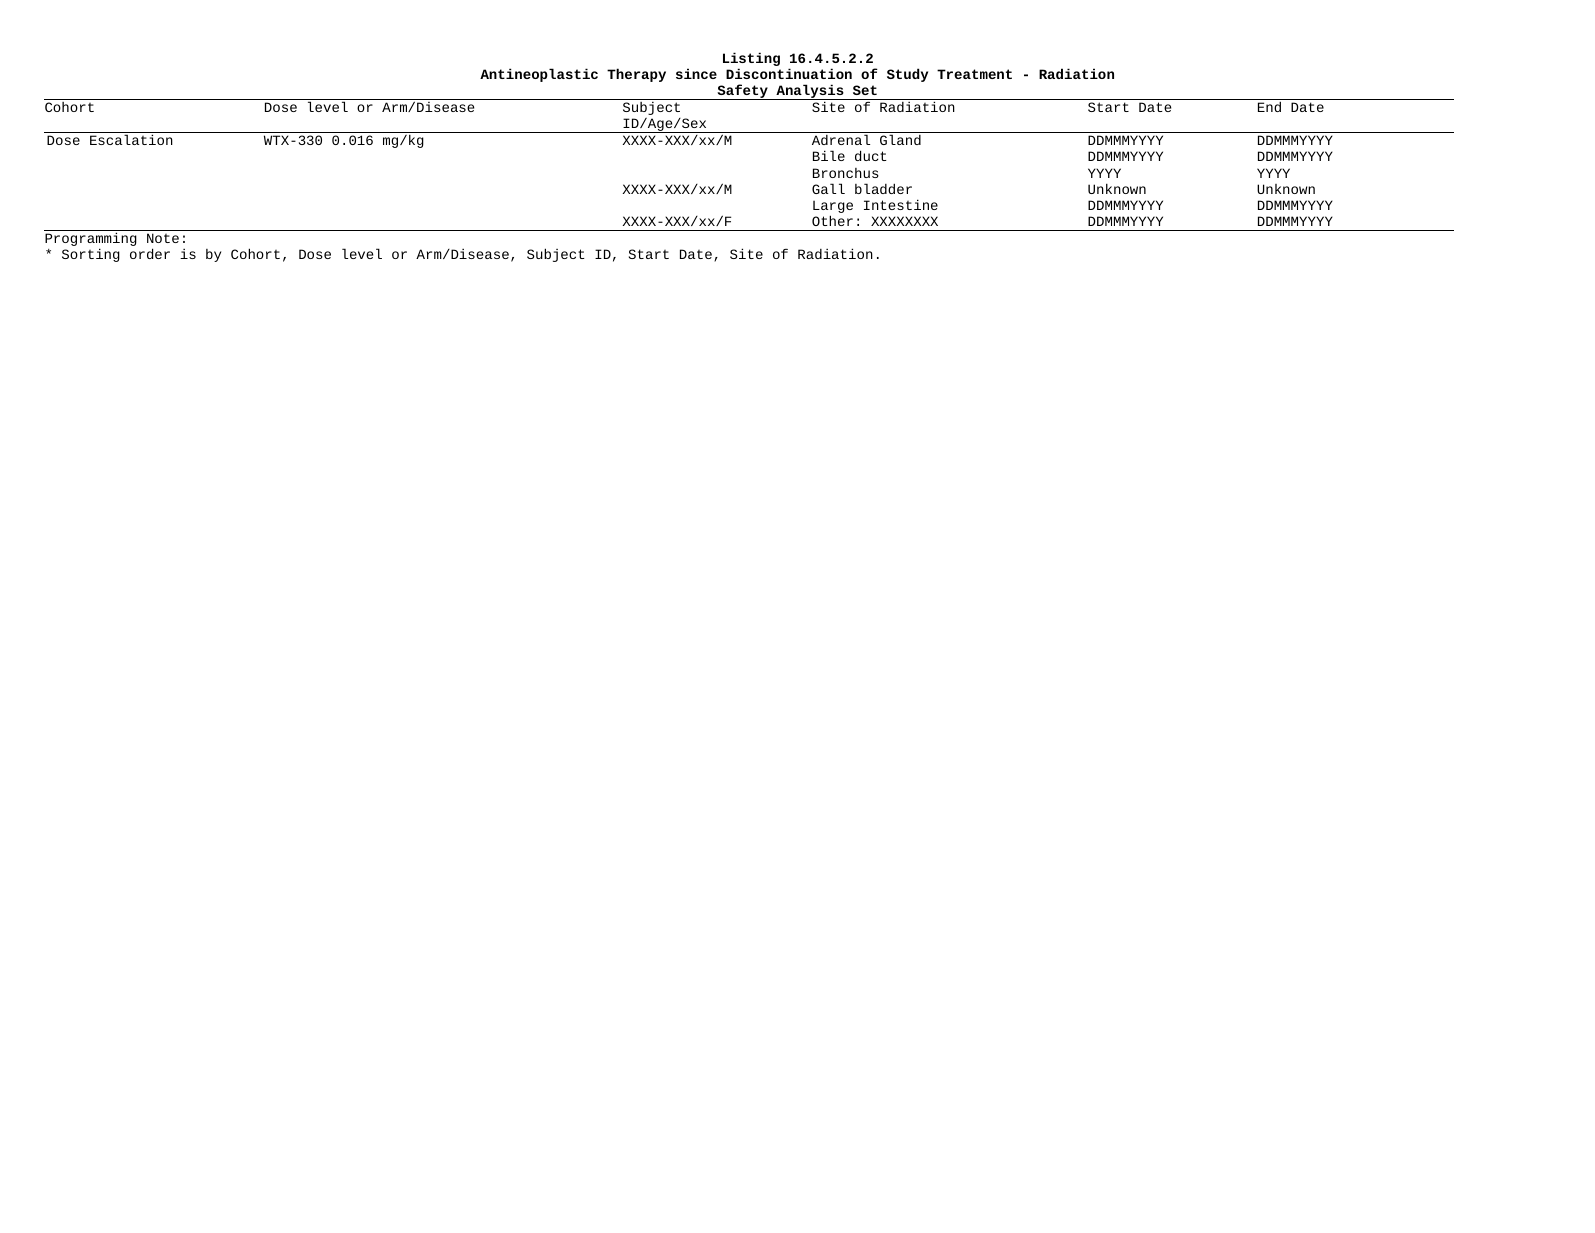 Listing 16.4.5.2.2
Antineoplastic Therapy since Discontinuation of Study Treatment - Radiation
Safety Analysis Set
Cohort Dose level or Arm/Disease Subject ID/Age/Sex Site of Radiation Start Date End Date
Dose Escalation WTX-330 0.016 mg/kg XXXX-XXX/xx/M Adrenal Gland DDMMMYYYY DDMMMYYYY
Bile duct DDMMMYYYY DDMMMYYYY
Bronchus YYYY YYYY
XXXX-XXX/xx/M Gall bladder Unknown Unknown
Large Intestine DDMMMYYYY DDMMMYYYY
XXXX-XXX/xx/F Other: XXXXXXXX DDMMMYYYY DDMMMYYYY
Programming Note:
* Sorting order is by Cohort, Dose level or Arm/Disease, Subject ID, Start Date, Site of Radiation.